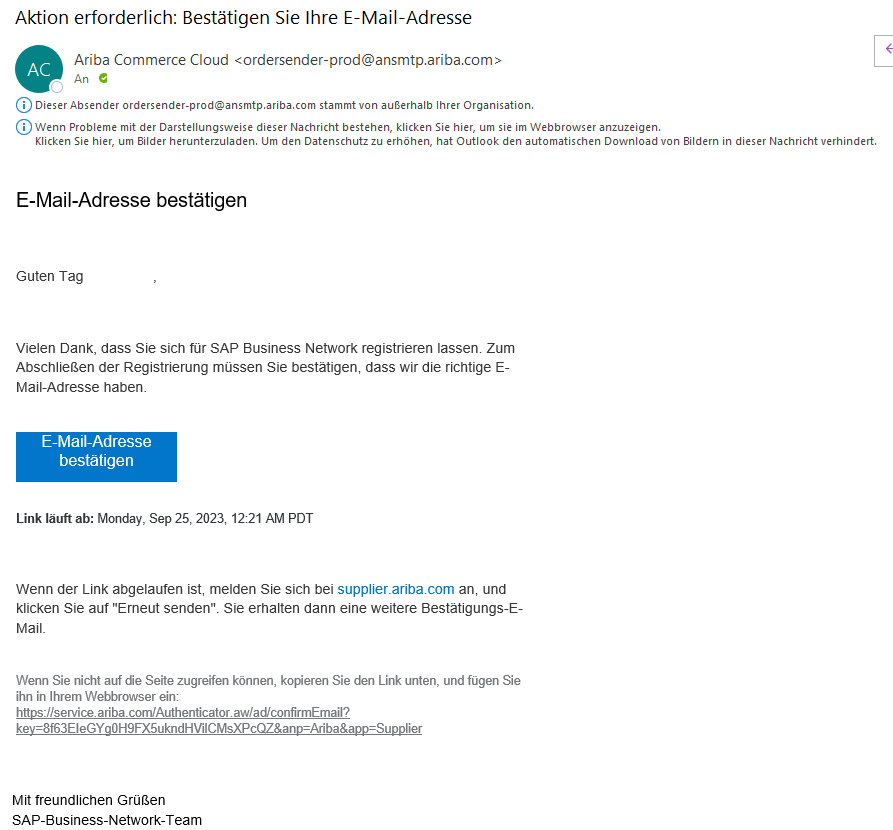 Aktion erforderlich: Bestätigen Sie Ihre E-Mail-Adresse
AC
Ariba Commerce Cloud <ordersender-prod@ansmtp.ariba.com>
An
Dieser Absender ordersender-prod@ansmtp.ariba.com stammt von außerhalb Ihrer Organisation.
Wenn Probleme mit der Darstellungsweise dieser Nachricht bestehen, klicken Sie hier, um sie im Webbrowser anzuzeigen.
Klicken Sie hier, um Bilder herunterzuladen. Um den Datenschutz zu erhöhen, hat Outlook den automatischen Download von Bildern in dieser Nachricht verhindert.
E-Mail-Adresse bestätigen
Guten Tag ,
Vielen Dank, dass Sie sich für SAP Business Network registrieren lassen. Zum
Abschließen der Registrierung müssen Sie bestätigen, dass wir die richtige E-
Mail-Adresse haben.
E-Mail-Adresse
bestätigen
Link läuft ab: Monday, Sep 25, 2023, 12:21 AM PDT
Wenn der Link abgelaufen ist, melden Sie sich bei supplier.ariba.com an, und
klicken Sie auf "Erneut senden". Sie erhalten dann eine weitere Bestätigungs-E-
Mail.
Wenn Sie nicht auf die Seite zugreifen können, kopieren Sie den Link unten, und fügen Sie
ihn in Ihrem Webbrowser ein:
https://service.ariba.com/Authenticator.aw/ad/confirmEmail?
key=8f63EIeGYg0H9FX5ukndHVilCMsXPcQZ&anp=Ariba&app=Supplier
Mit freundlichen Grüßen
SAP-Business-Network-Team